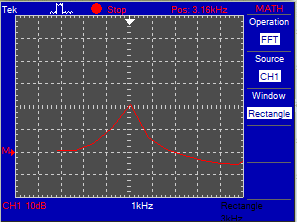 Tek Stop Pos: 3.16kHz MATH
Operation
FFT
Source
CH1
Window
Rectangle
M
CH1 10dB 1kHz Rectangle